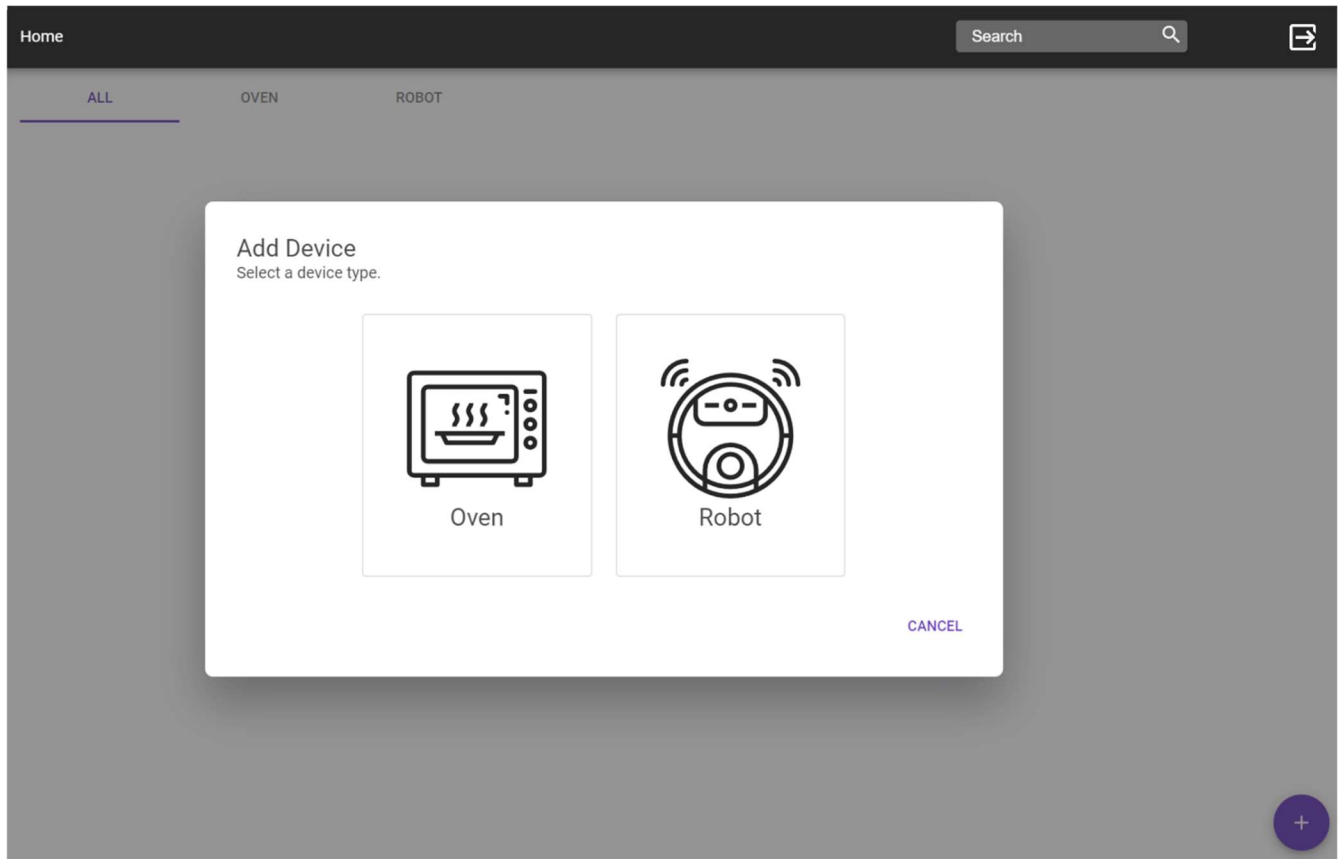 Home
Search
ALL OVEN ROBOT
Add Device
Select a device type.
Oven Robot
CANCEL
+